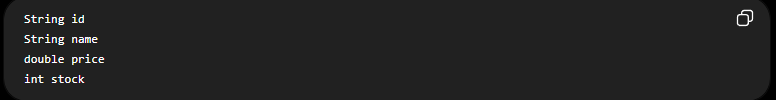 String id
String name
double price
int stock